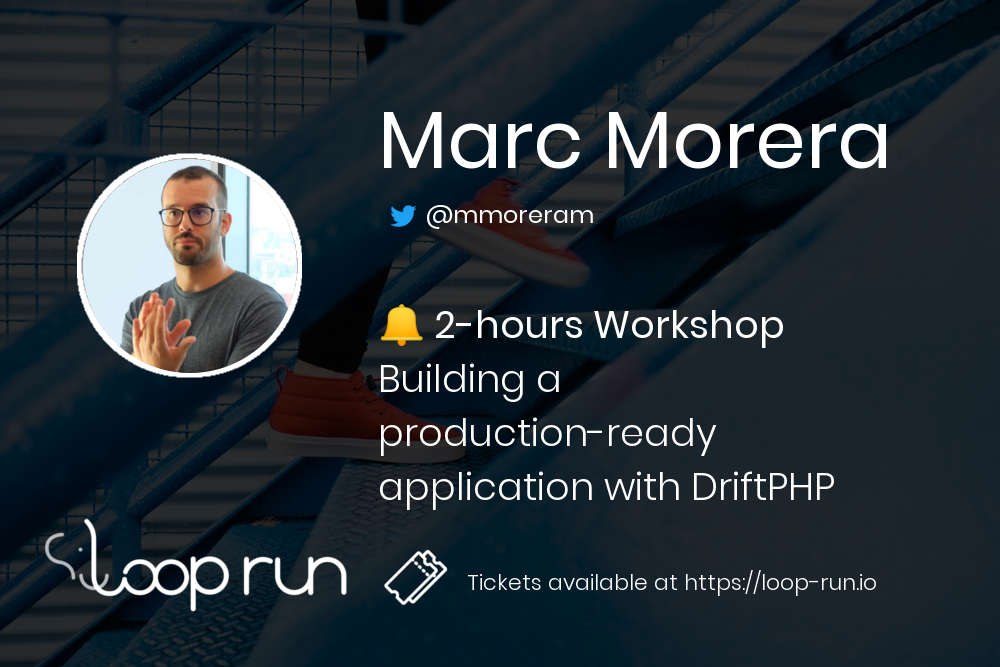 Marc Morera
@mmoreram
🔔 2-hours Workshop
Building a
production-ready
application with DriftPHP
loop run
Tickets available at https://loop-run.io